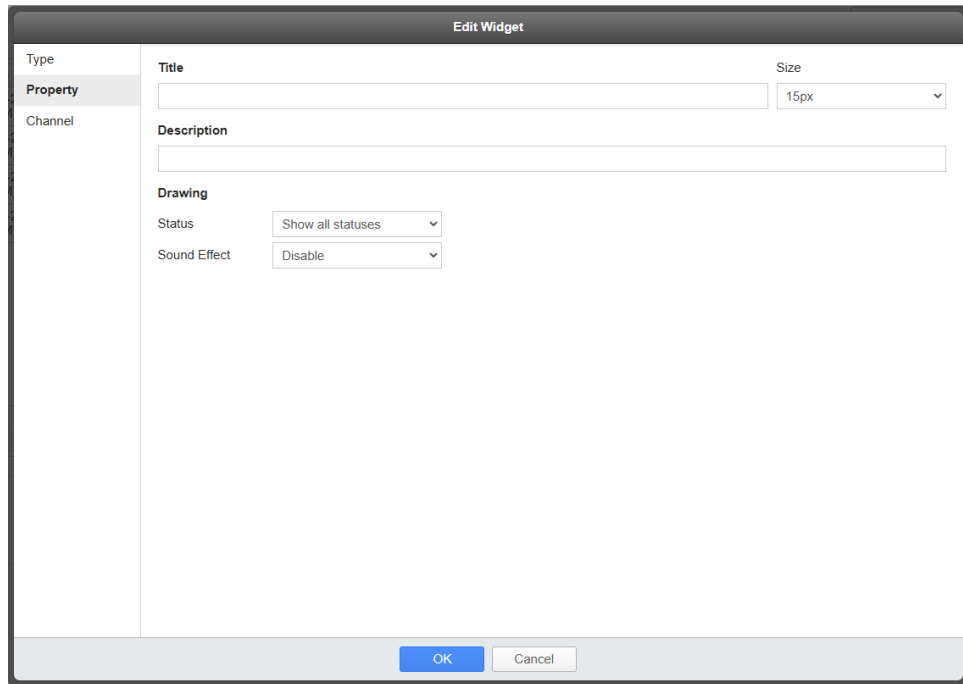 Edit Widget
Type
Property
Channel
Title
Size
15px
Description
Drawing
Status
Show all statuses
Sound Effect
Disable
OK
Cancel